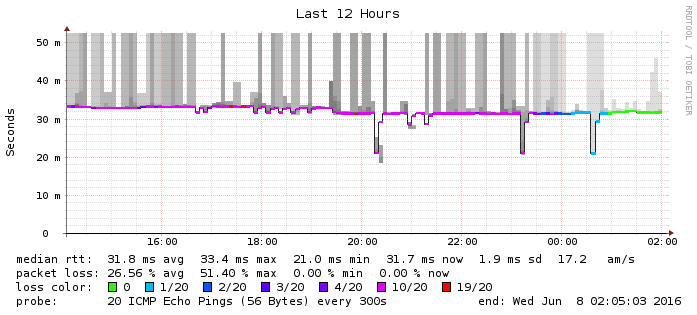 Last 12 Hours
RRDTOOL / TOBI OETIKER
Seconds
50 m
40 m
30 m
20 m
10 m
0
16:00 18:00 20:00 22:00 00:00 02:00
median rtt: 31.8 ms avg 33.4 ms max 21.0 ms min 31.7 ms now 1.9 ms sd 17.2 am/s
packet loss: 26.56 % avg 51.40 % max 0.00 % min 0.00 % now
loss color: 0 1/20 2/20 3/20 4/20 10/20 19/20
probe: 20 ICMP Echo Pings (56 Bytes) every 300s end: Wed Jun 8 02:05:03 2016